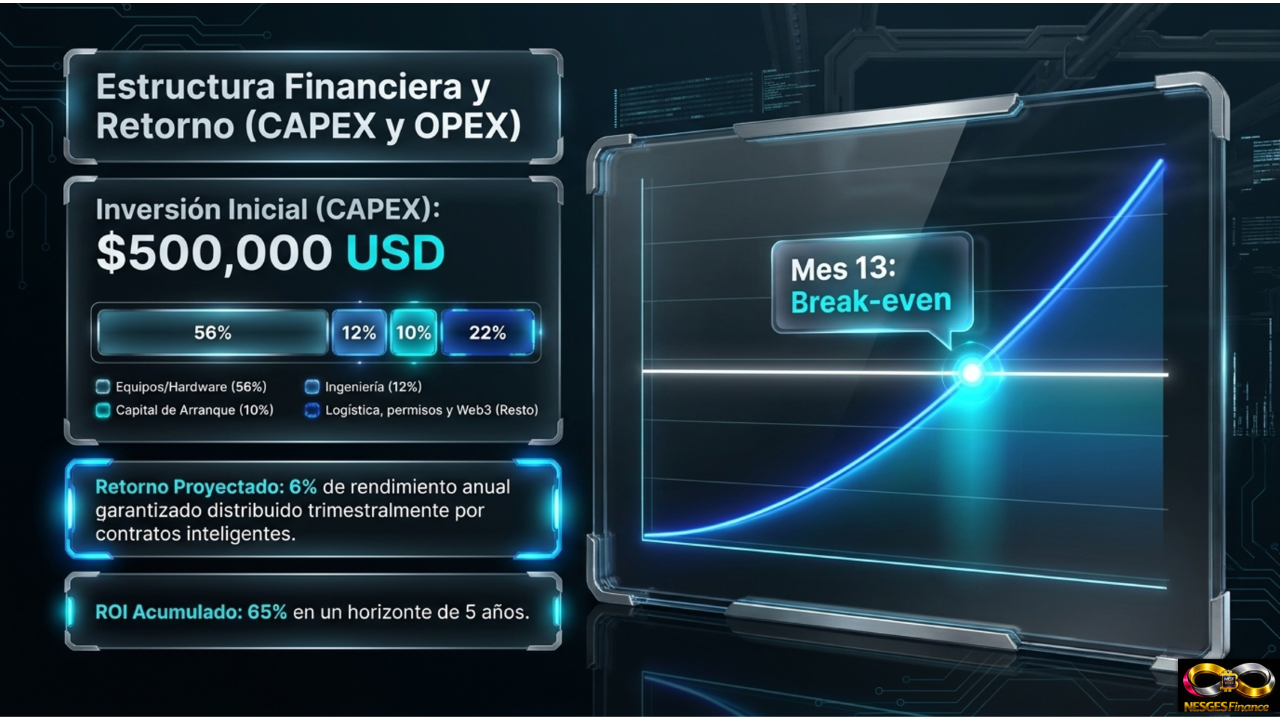 Estructura Financiera y
Retorno (CAPEX y OPEX)
Inversión Inicial (CAPEX):
$500,000 USD
56% 12% 10% 22%
Equipos/Hardware (56%) Ingeniería (12%)
Capital de Arranque (10%) Logística, permisos y Web3 (Resto)
Retorno Proyectado: 6% de rendimiento anual
garantizado distribuido trimestralmente por
contratos inteligentes.
ROI Acumulado: 65% en un horizonte de 5 años.
Mes 13:
Break-even
NESGES Finance